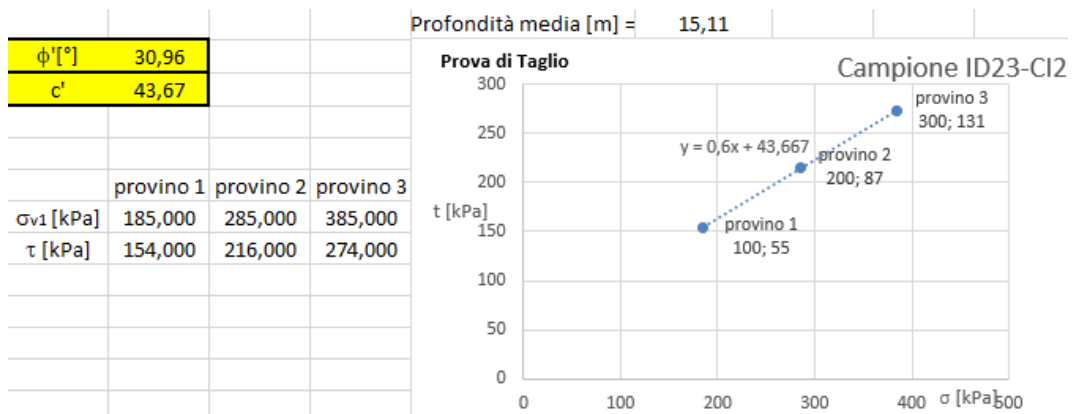 Profondità media [m] = 15,11
ϕ'[°] 30,96
c' 43,67
provino 1 provino 2 provino 3
σv1 [kPa] 185,000 285,000 385,000
τ [kPa] 154,000 216,000 274,000
Prova di Taglio
Campione ID23-CI2
300
250
200
150
100
50
0
t [kPa]
y = 0,6x + 43,667
provino 3
300; 131
provino 2
200; 87
provino 1
100; 55
0 100 200 300 400 500
σ [kPa]